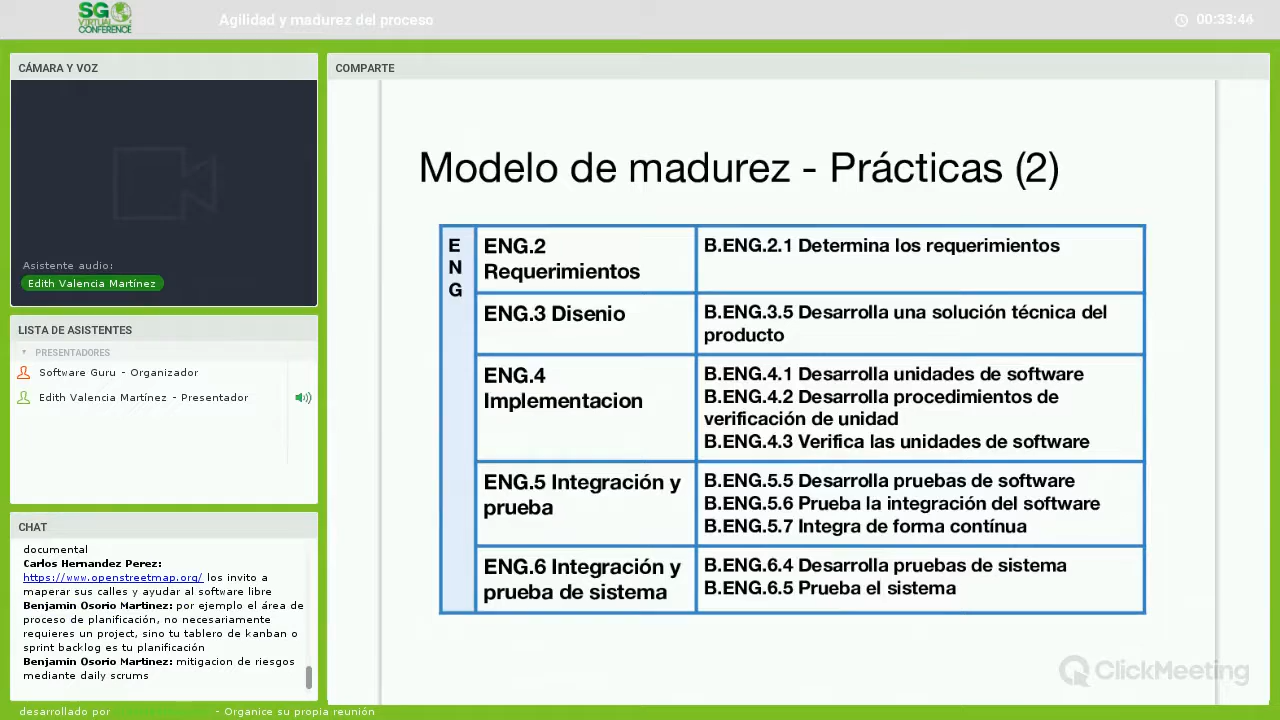 SG
VIRTUAL
CONFERENCE
Agilidad y madurez del proceso
00:33:44
CÁMARA Y VOZ
Asistente audio:
Edith Valencia Martínez
LISTA DE ASISTENTES
PRESENTADORES
Software Guru - Organizador
Edith Valencia Martínez - Presentador
CHAT
documental
Carlos Hernandez Perez:
https://www.openstreetmap.org/ los invito a
maperar sus calles y ayudar al software libre
Benjamin Osorio Martinez: por ejemplo el área de
proceso de planificación, no necesariamente
requieres un project, sino tu tablero de kanban o
sprint backlog es tu planificación
Benjamin Osorio Martinez: mitigacion de riesgos
mediante daily scrums
COMPARTE
Modelo de madurez - Prácticas (2)
E
N
G
ENG.2
Requerimientos
B.ENG.2.1 Determina los requerimientos
ENG.3 Disenio
B.ENG.3.5 Desarrolla una solución técnica del
producto
ENG.4
Implementacion
B.ENG.4.1 Desarrolla unidades de software
B.ENG.4.2 Desarrolla procedimientos de
verificación de unidad
B.ENG.4.3 Verifica las unidades de software
ENG.5 Integración y
prueba
B.ENG.5.5 Desarrolla pruebas de software
B.ENG.5.6 Prueba la integración del software
B.ENG.5.7 Integra de forma contínua
ENG.6 Integración y
prueba de sistema
B.ENG.6.4 Desarrolla pruebas de sistema
B.ENG.6.5 Prueba el sistema
ClickMeeting
desarrollado por - Organice su propia reunión